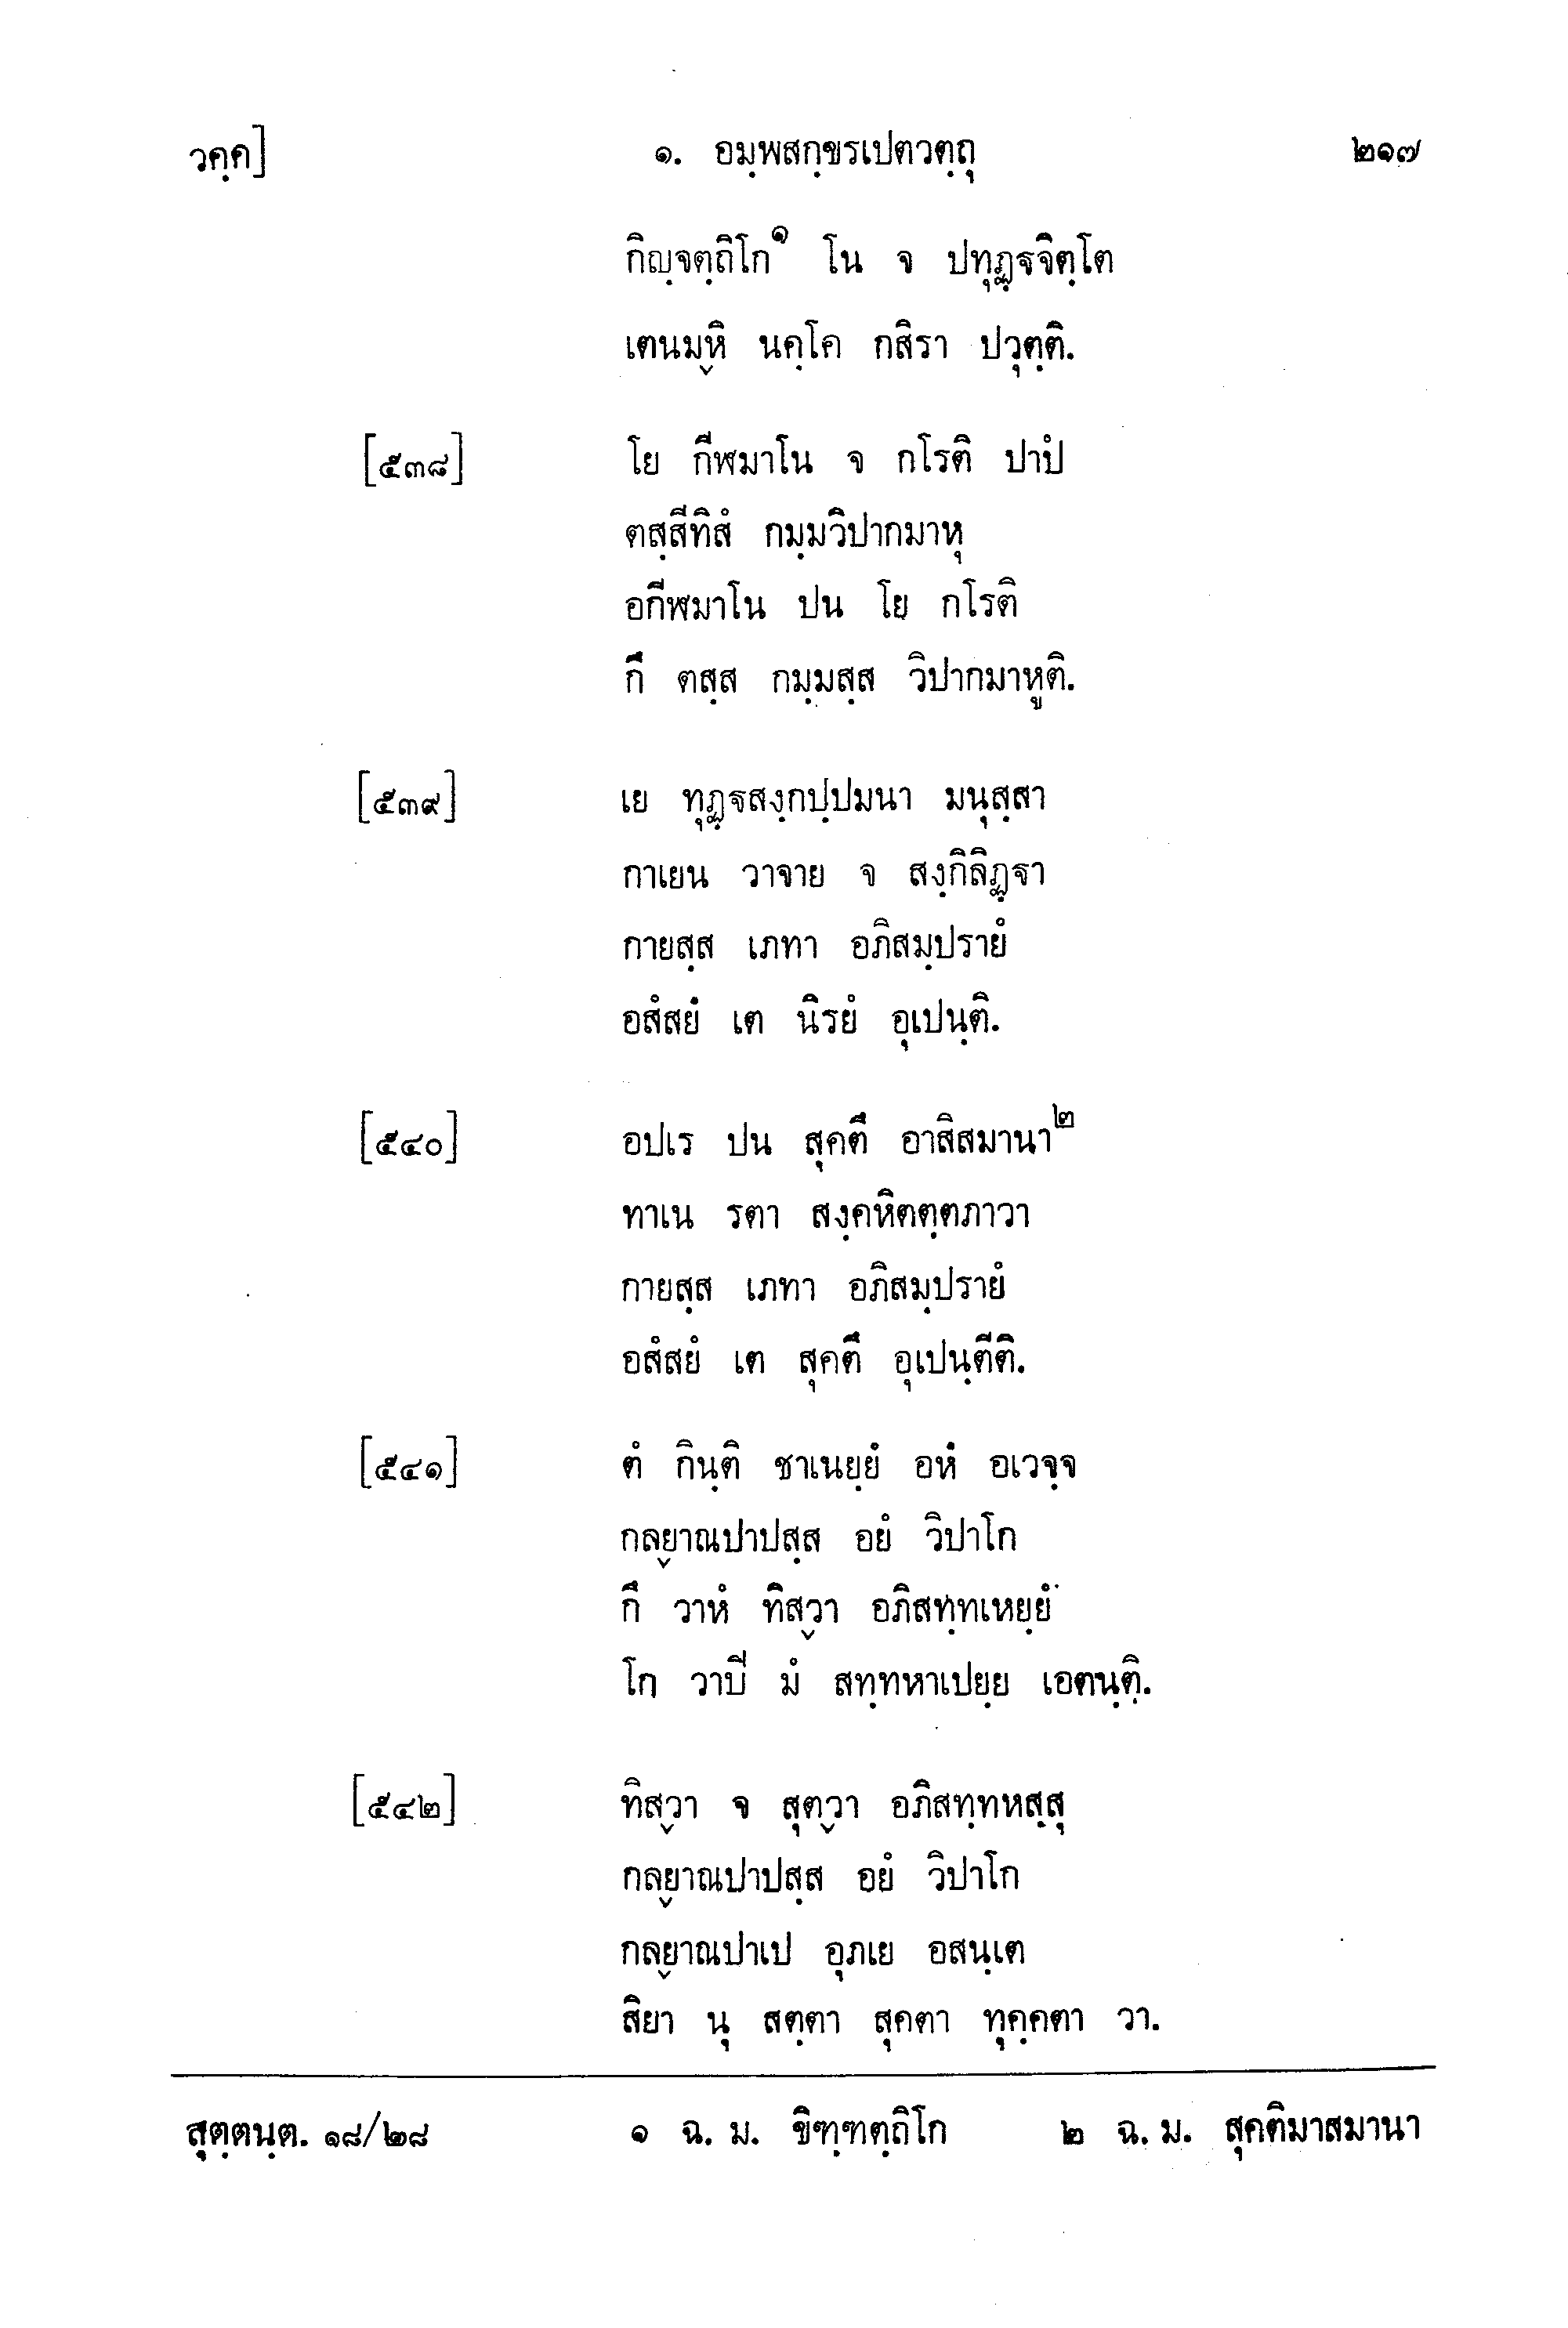 วคฺค]
๑. อมฺพสกฺขรเปตวตฺถุ
๒๑๗
กิญฺจตฺถิโก๑ โน จ ปทุฏฺฐจิตฺโต
เตนมฺหิ นคฺโค กสิรา ปวุตฺติ.
[๕๓๘] โย กีฬมาโน จ กโรติ ปาปํ
ตสฺสีทิสํ กมฺมวิปากมาหุ
อกีฬมาโน ปน โย กโรติ
กึ ตสฺส กมฺมสฺส วิปากมาหูติ.
[๕๓๙] เย ทุฏฺฐสงฺกปฺปมนา มนุสฺสา
กาเยน วาจาย จ สงฺกิลิฏฺฐา
กายสฺส เภทา อภิสมฺปรายํ
อสํสยํ เต นิรยํ อุเปนฺติ.
[๕๔๐] อปเร ปน สุคตึ อาสิสมานา๒
ทาเน รตา สงฺคหิตตฺตภาวา
กายสฺส เภทา อภิสมฺปรายํ
อสํสยํ เต สุคตึ อุเปนฺตีติ.
[๕๔๑] ตํ กินฺติ ชาเนยฺยํ อหํ อเวจฺจ
กลฺยาณปาปสฺส อยํ วิปาโก
กึ วาหํ ทิสฺวา อภิสทฺทเหยฺยํ
โก วาปี มํ สทฺทหาเปยฺย เอตนฺติ.
[๕๔๒] ทิสฺวา จ สุตฺวา อภิสทฺทหสฺสุ
กลฺยาณปาปสฺส อยํ วิปาโก
กลฺยาณปาเป อุภเย อสนฺเต
สิยา นุ สตฺตา สุคตา ทุคฺคตา วา.
สุตฺตนฺต. ๑๘/๒๘ ๑ ฉ. ม. ขิฑฺฑตฺถิโก ๒ ฉ. ม. สุคติมาสมานา